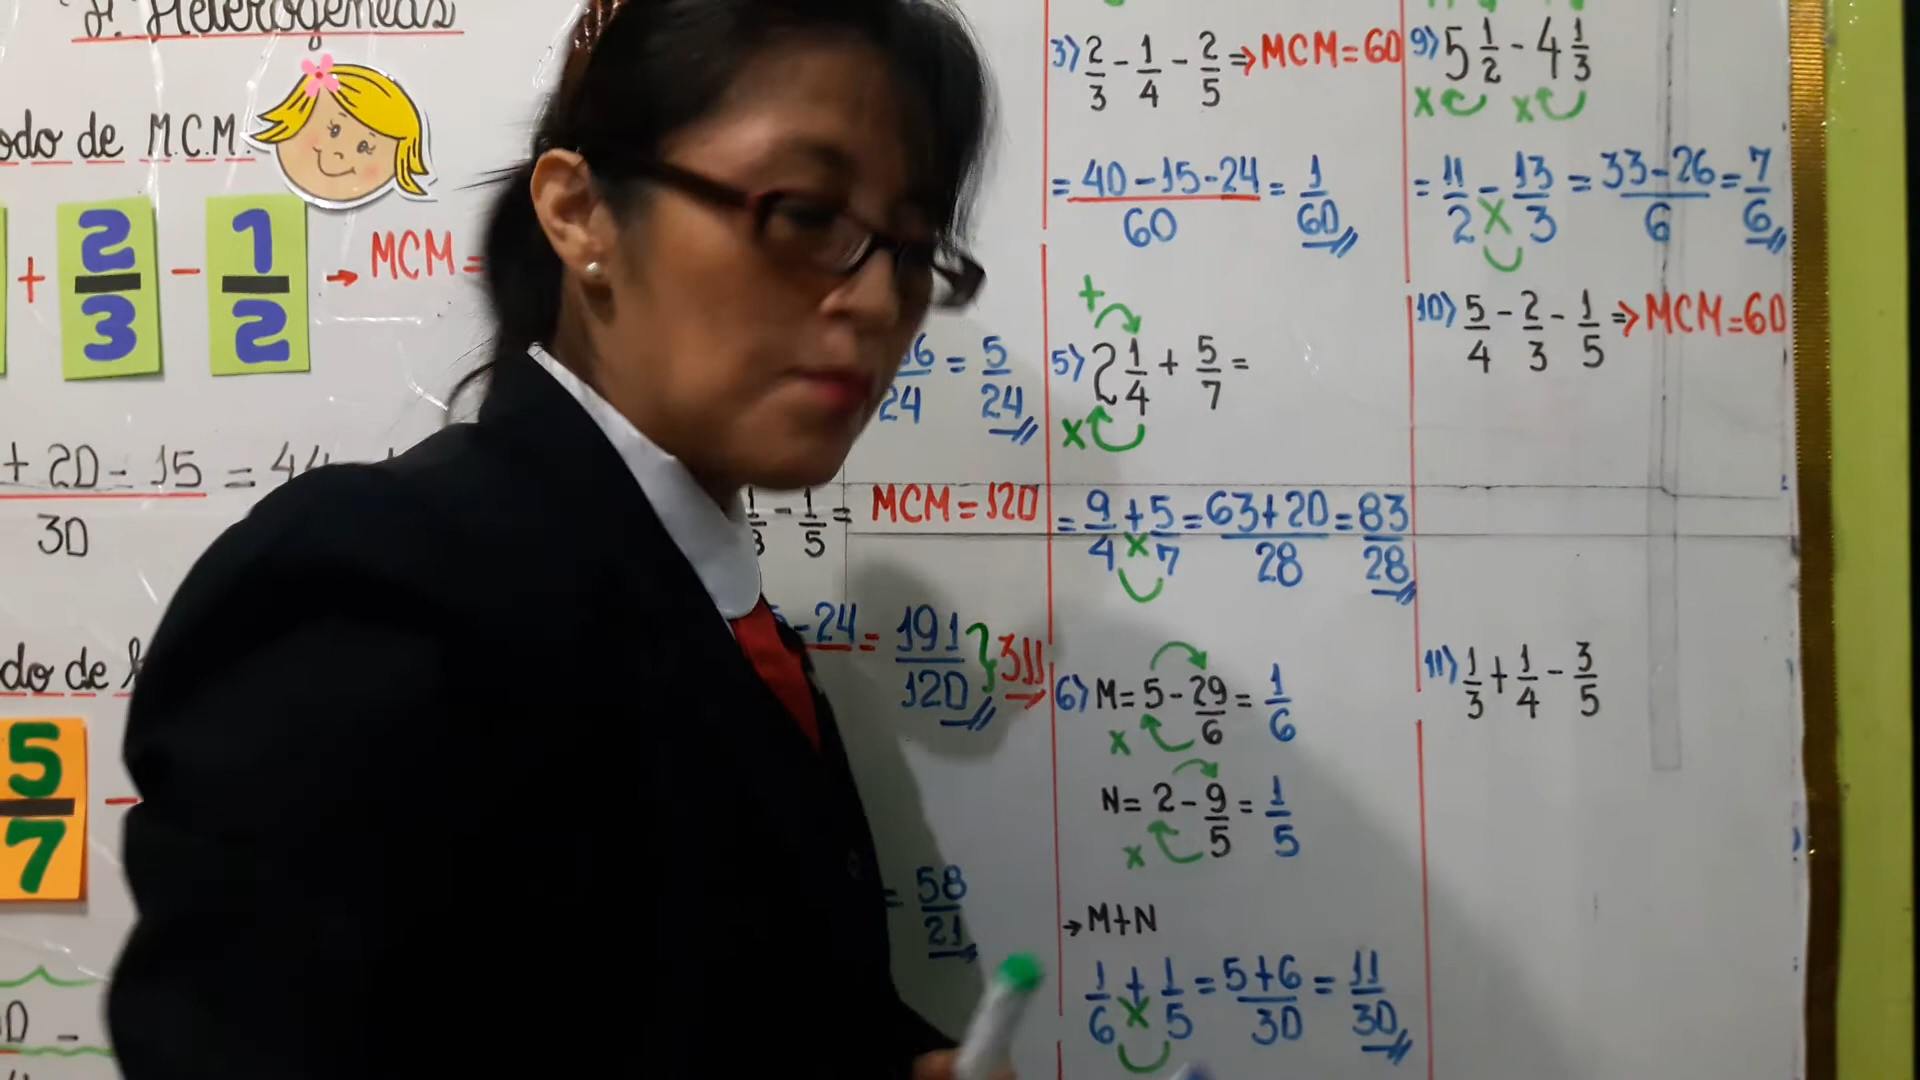 Heterogéneas
odo de M.C.M.
+ 2/3 - 1/2 → MCM =
+ 20 - 15 = 44
30
do de
5/7 -
0 -
24 = 5/24
1/3 - 1/5 = MCM = 120
- 24 = 191/120 } 311
= 58/21
3) 2/3 - 1/4 - 2/5 ⇒ MCM = 60
= 40 - 15 - 24 / 60 = 1/60
+
5) 2 1/4 + 5/7 =
x
= 9/4 + 5/7 = 63 + 20 / 28 = 83/28
x
6) M = 5 - 29/6 = 1/6
x
N = 2 - 9/5 = 1/5
x
→ M + N
1/6 + 1/5 = 5 + 6 / 30 = 11/30
x
9) 5 1/2 - 4 1/3
x x
= 11/2 - 13/3 = 33 - 26 / 6 = 7/6
x
10) 5/4 - 2/3 - 1/5 ⇒ MCM = 60
11) 1/3 + 1/4 - 3/5